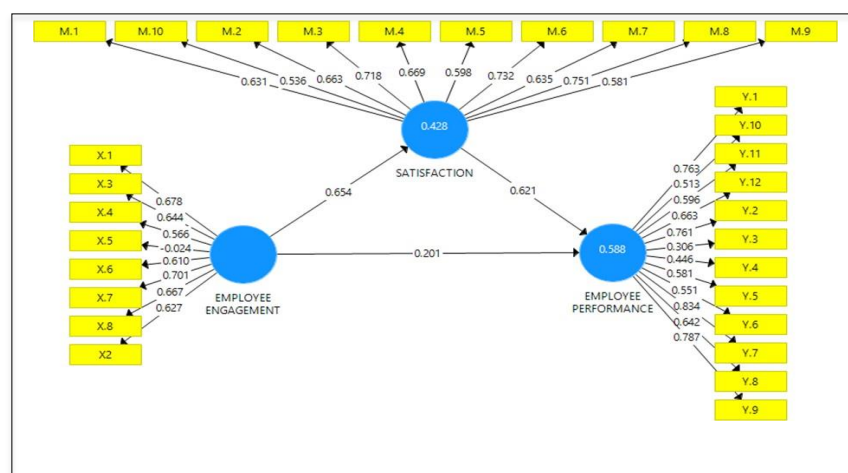 M.1 M.10 M.2 M.3 M.4 M.5 M.6 M.7 M.8 M.9
0.631 0.536 0.663 0.718 0.669 0.598 0.732 0.635 0.751 0.581
0.428
SATISFACTION
X.1
X.3
X.4
X.5
X.6
X.7
X.8
X2
0.678
0.644
0.566
-0.024
0.610
0.701
0.667
0.627
EMPLOYEE
ENGAGEMENT
0.654
0.621
0.201
0.588
EMPLOYEE
PERFORMANCE
0.763
0.513
0.596
0.663
0.761
0.306
0.446
0.581
0.551
0.834
0.642
0.787
Y.1
Y.10
Y.11
Y.12
Y.2
Y.3
Y.4
Y.5
Y.6
Y.7
Y.8
Y.9